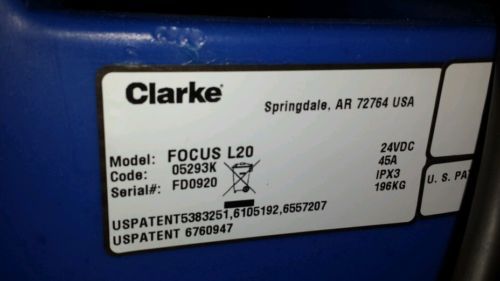 Clarke
Springdale, AR 72764 USA
Model: FOCUS L20 24VDC
Code: 05293K 45A
Serial#: FD0920 IPX3
196KG
U. S. PA
USPATENT5383251,6105192,6557207
USPATENT 6760947